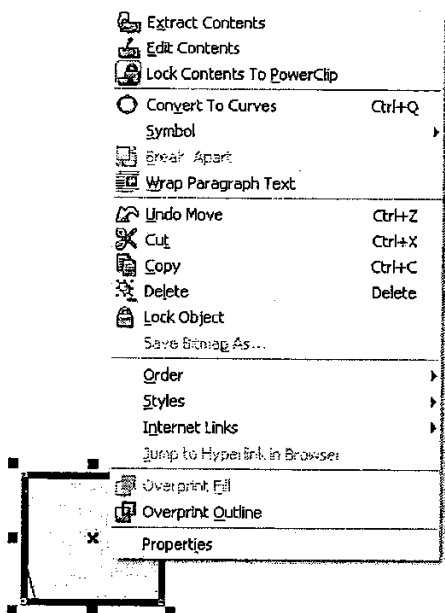 Extract Contents
Edit Contents
Lock Contents To PowerClip
Convert To Curves Ctrl+Q
Symbol
Break Apart
Wrap Paragraph Text
Undo Move Ctrl+Z
Cut Ctrl+X
Copy Ctrl+C
Delete Delete
Lock Object
Save Bitmap As...
Order
Styles
Internet Links
Jump to Hyperlink in Browser
Overprint Fill
Overprint Outline
Properties